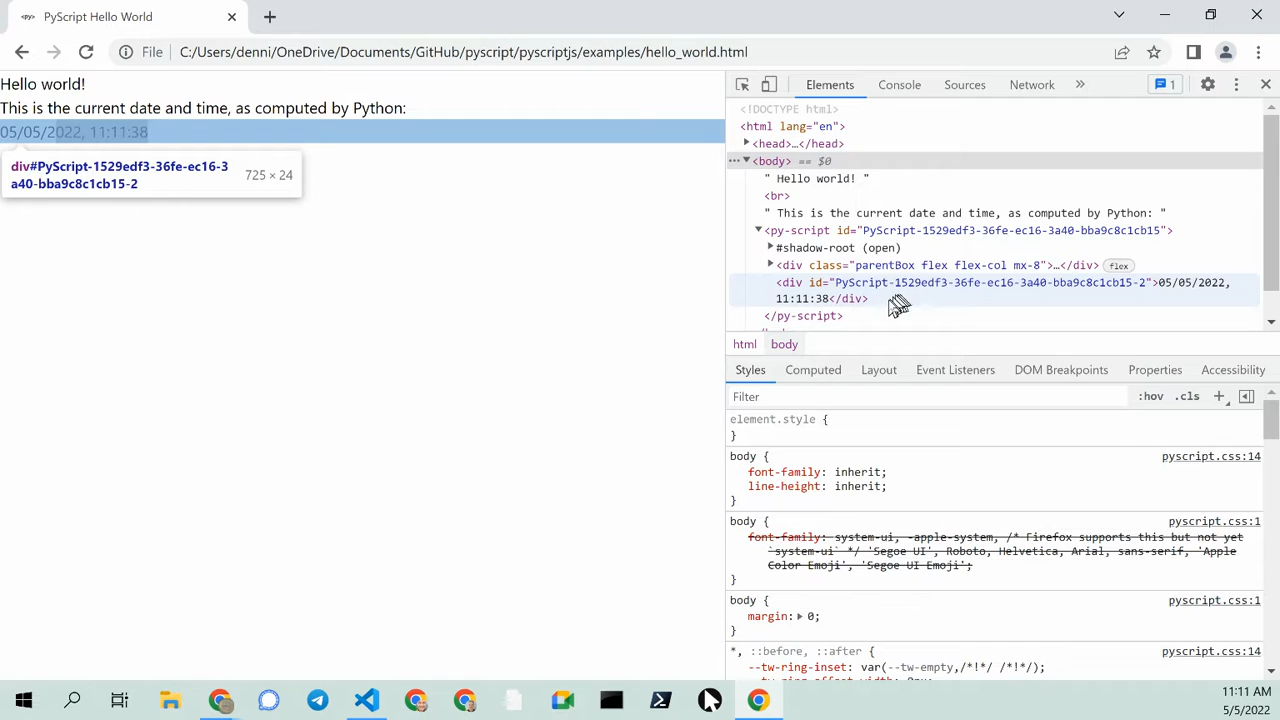 PyScript Hello World
File C:/Users/denni/OneDrive/Documents/GitHub/pyscript/pyscriptjs/examples/hello_world.html
Hello world!
This is the current date and time, as computed by Python:
05/05/2022, 11:11:38
div#PyScript-1529edf3-36fe-ec16-3
a40-bba9c8c1cb15-2
725 × 24
Elements Console Sources Network » 1
<!DOCTYPE html>
<html lang="en">
<head>…</head>
<body> == $0
" Hello world! "
<br>
" This is the current date and time, as computed by Python: "
<py-script id="PyScript-1529edf3-36fe-ec16-3a40-bba9c8c1cb15">
#shadow-root (open)
<div class="parentBox flex flex-col mx-8">…</div> flex
<div id="PyScript-1529edf3-36fe-ec16-3a40-bba9c8c1cb15-2">05/05/2022,
11:11:38</div>
</py-script>
html body
Styles Computed Layout Event Listeners DOM Breakpoints Properties Accessibility
Filter :hov .cls
element.style {
}
body { pyscript.css:14
font-family: inherit;
line-height: inherit;
}
body { pyscript.css:1
font-family: system-ui, -apple-system, /* Firefox supports this but not yet
`system-ui` */ 'Segoe UI', Roboto, Helvetica, Arial, sans-serif, 'Apple
Color Emoji', 'Segoe UI Emoji';
}
body { pyscript.css:1
margin: 0;
}
*, ::before, ::after { pyscript.css:14
--tw-ring-inset: var(--tw-empty,/*!*/ /*!*/);
11:11 AM
5/5/2022